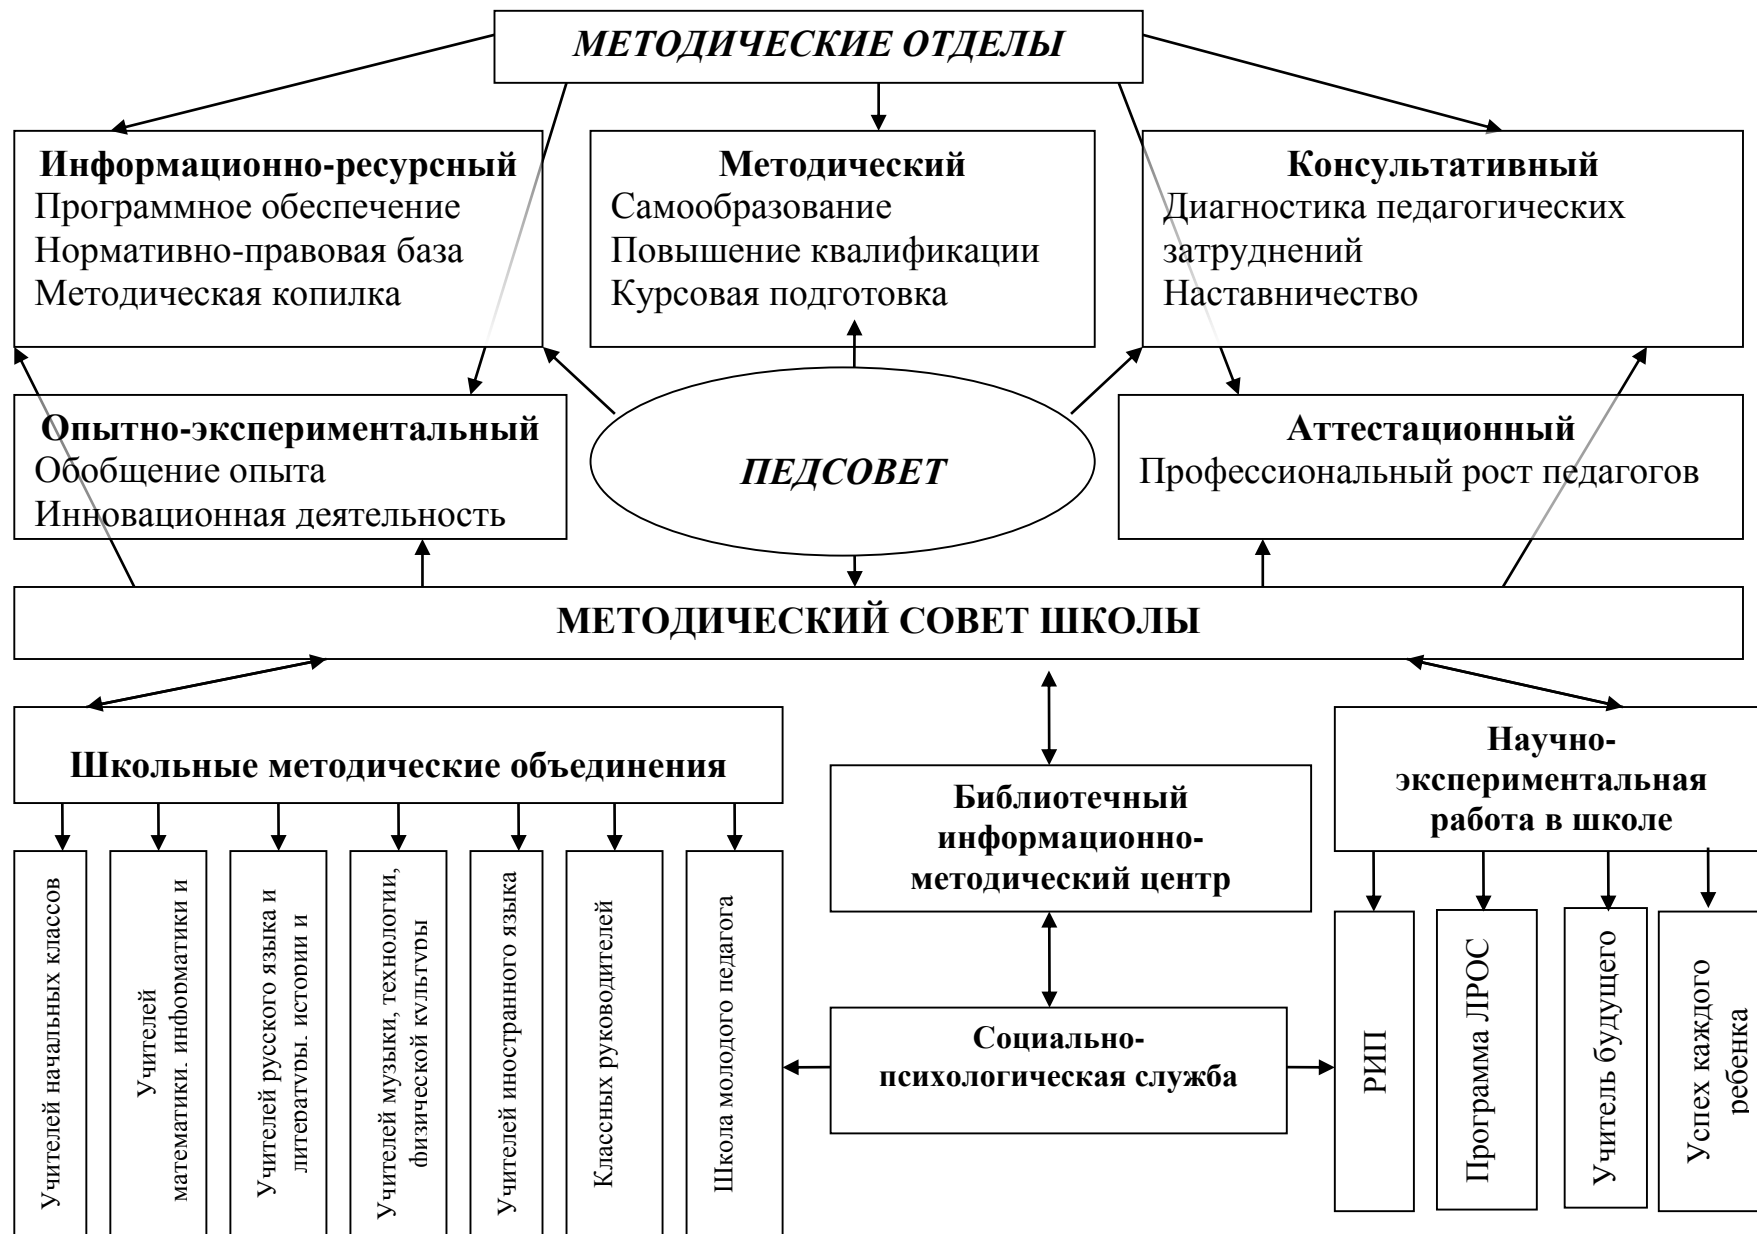 МЕТОДИЧЕСКИЕ ОТДЕЛЫ
Информационно-ресурсный
Программное обеспечение
Нормативно-правовая база
Методическая копилка
Методический
Самообразование
Повышение квалификации
Курсовая подготовка
Консультативный
Диагностика педагогических
затруднений
Наставничество
Опытно-экспериментальный
Обобщение опыта
Инновационная деятельность
ПЕДСОВЕТ
Аттестационный
Профессиональный рост педагогов
МЕТОДИЧЕСКИЙ СОВЕТ ШКОЛЫ
Школьные методические объединения
Библиотечный
информационно-
методический центр
Научно-
экспериментальная
работа в школе
Учителей начальных классов
Учителей
математики, информатики и
Учителей русского языка и
литературы, истории и
Учителей музыки, технологии,
физической культуры
Учителей иностранного языка
Классных руководителей
Школа молодого педагога
Социально-
психологическая служба
РИП
Программа ЛРОС
Учитель будущего
Успех каждого
ребенка